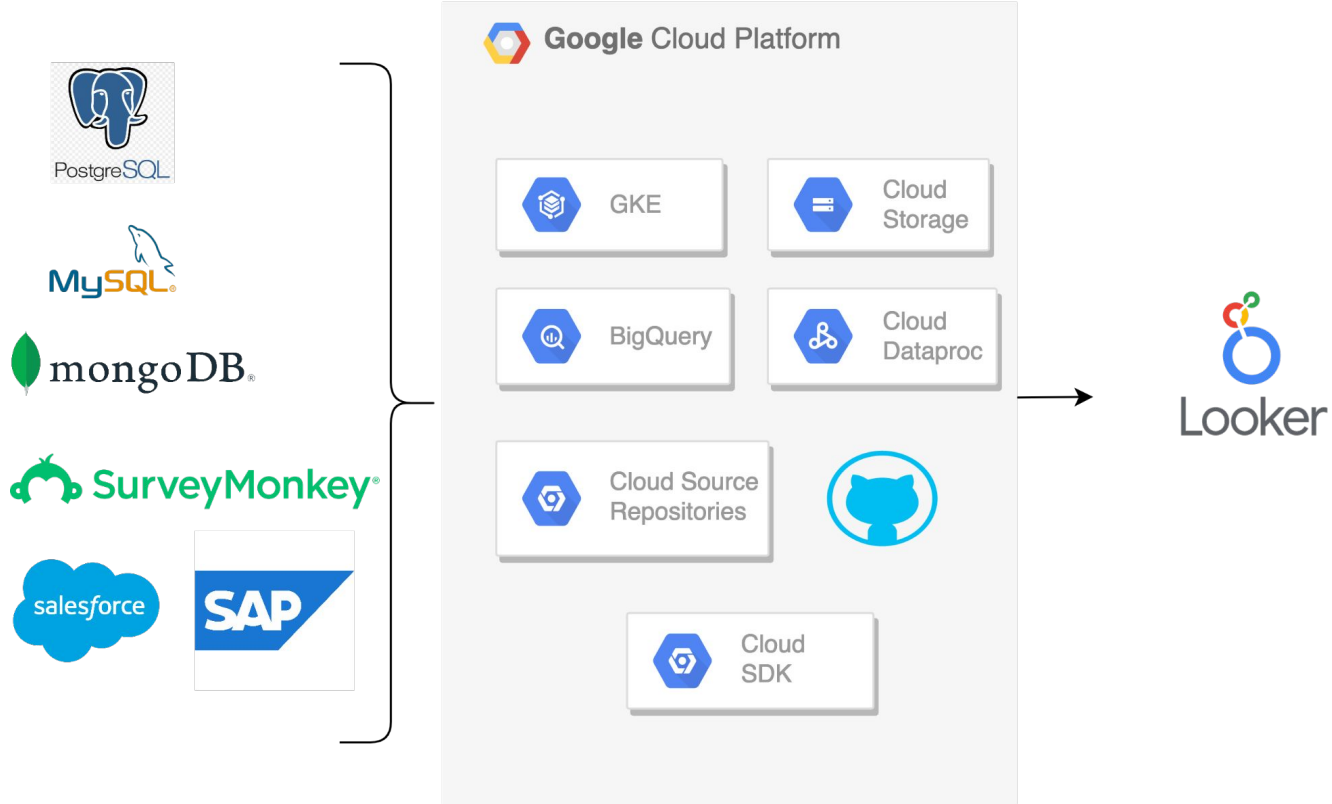 Google Cloud Platform
PostgreSQL
MySQL®
mongoDB®
SurveyMonkey®
salesforce
SAP
GKE
Cloud
Storage
BigQuery
Cloud
Dataproc
Cloud Source
Repositories
Cloud
SDK
Looker